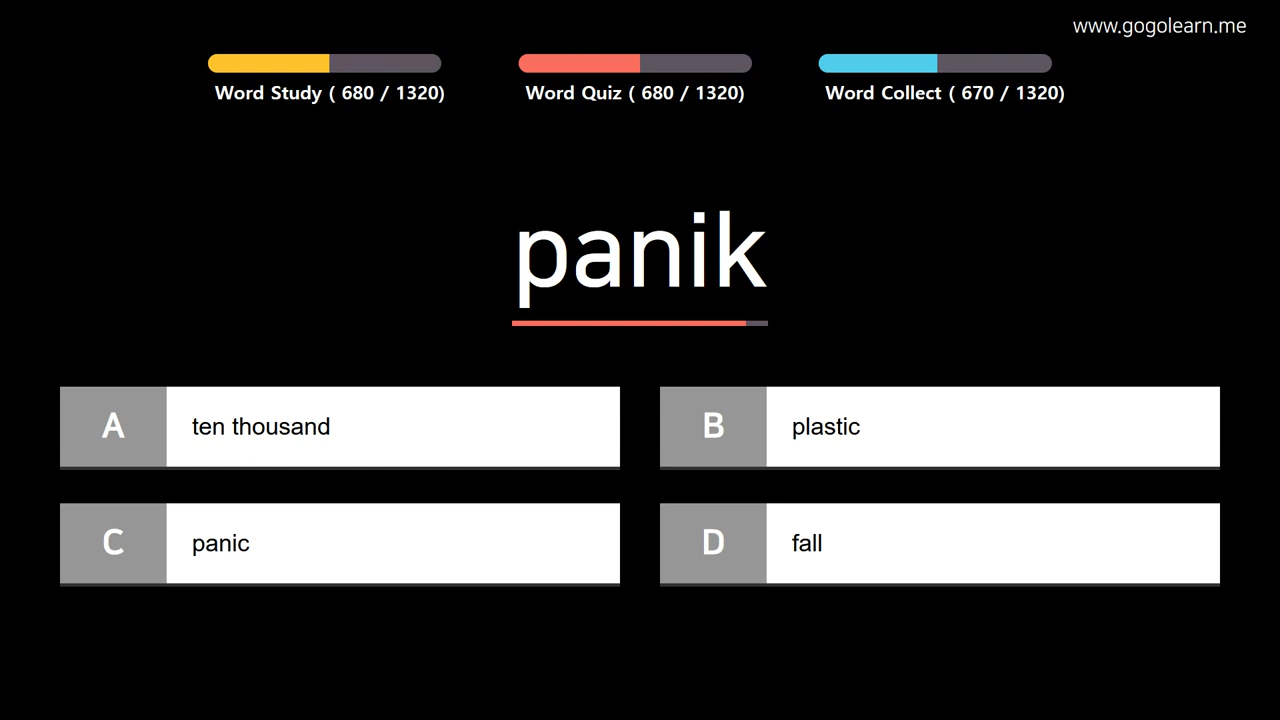 www.gogolearn.me
Word Study ( 680 / 1320)
Word Quiz ( 680 / 1320)
Word Collect ( 670 / 1320)
panik
A
ten thousand
B
plastic
C
panic
D
fall